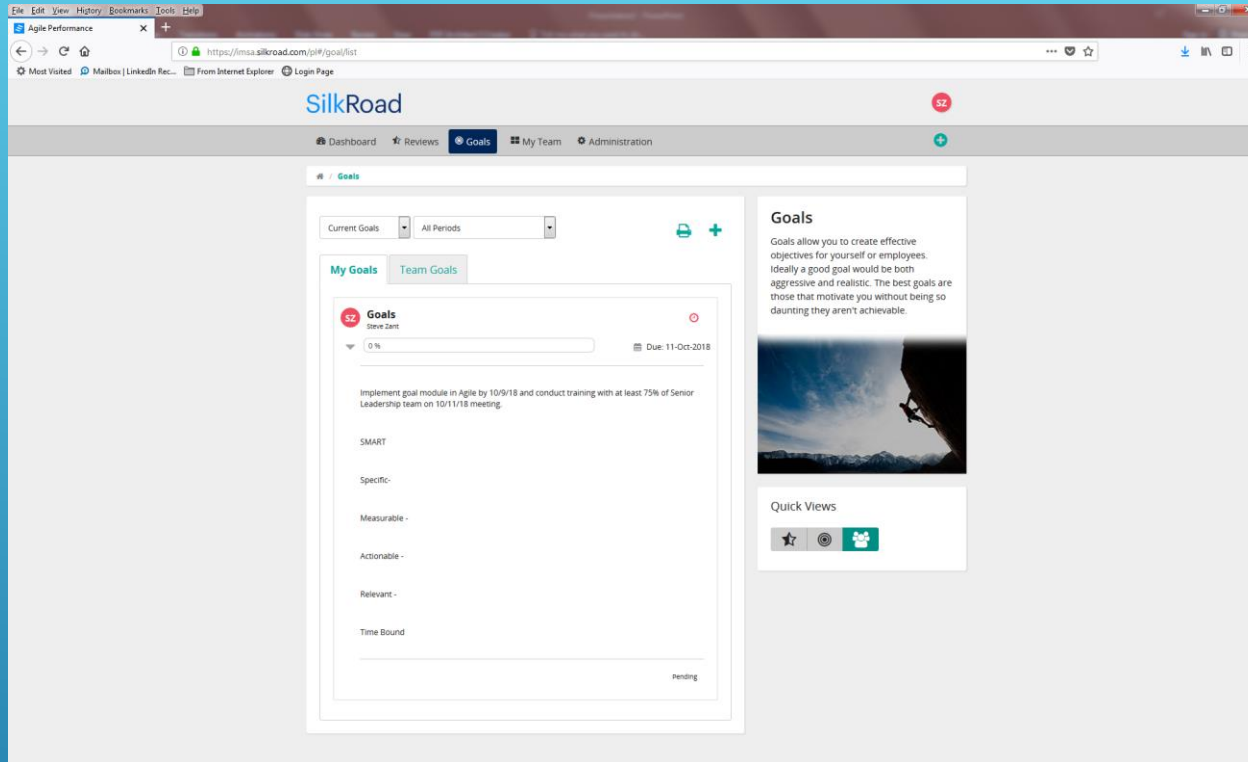 File Edit View History Bookmarks Tools Help
Agile Performance
https://imsa.silkroad.com/pl#/goal/list
Most Visited Mailbox | LinkedIn Rec... From Internet Explorer Login Page
SilkRoad
SZ
Dashboard Reviews Goals My Team Administration
/ Goals
Current Goals All Periods
My Goals Team Goals
SZ
Goals
Steve Zant
0 %
Due: 11-Oct-2018
Implement goal module in Agile by 10/9/18 and conduct training with at least 75% of Senior
Leadership team on 10/11/18 meeting.
SMART
Specific-
Measurable -
Actionable -
Relevant -
Time Bound
Pending
Goals
Goals allow you to create effective
objectives for yourself or employees.
Ideally a good goal would be both
aggressive and realistic. The best goals are
those that motivate you without being so
daunting they aren't achievable.
Quick Views